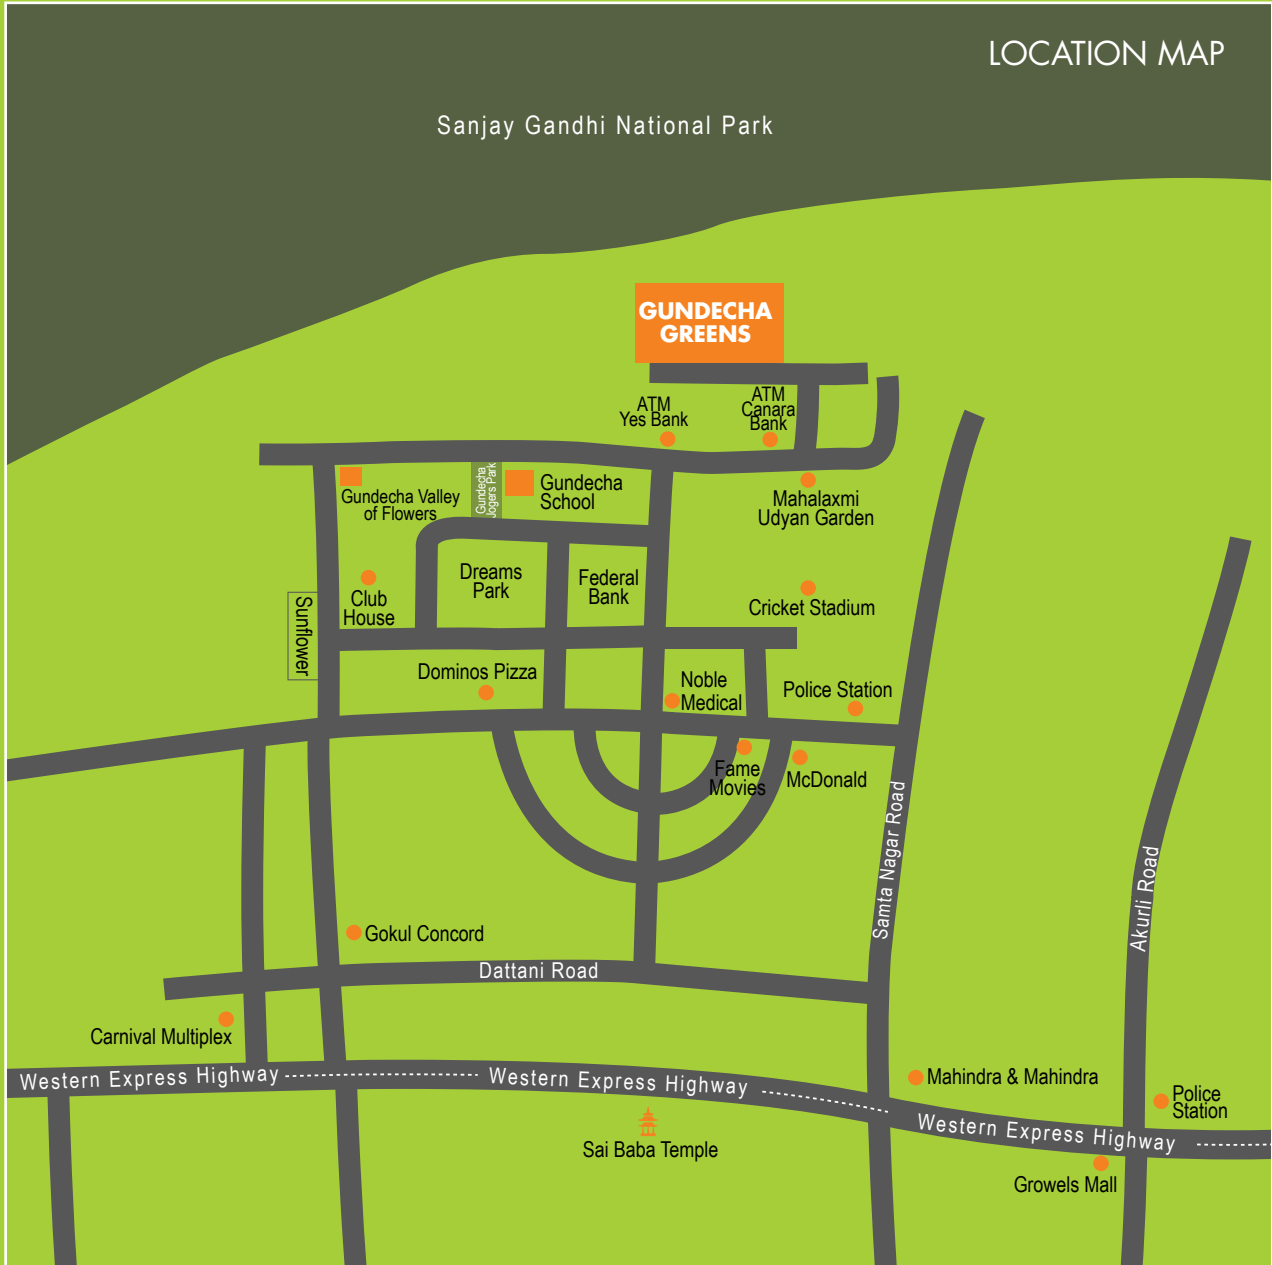 LOCATION MAP
Sanjay Gandhi National Park
GUNDECHA
GREENS
ATM
Yes Bank
ATM
Canara
Bank
Gundecha Valley
of Flowers
Gundecha
Jogers Park
Gundecha
School
Mahalaxmi
Udyan Garden
Dreams
Park
Federal
Bank
Club
House
Cricket Stadium
Sunflower
Dominos Pizza
Noble
Medical
Police Station
Fame
Movies
McDonald
Samta Nagar Road
Akurli Road
Gokul Concord
Dattani Road
Carnival Multiplex
Western Express Highway
Western Express Highway
Mahindra & Mahindra
Police
Station
Western Express Highway
Sai Baba Temple
Growels Mall